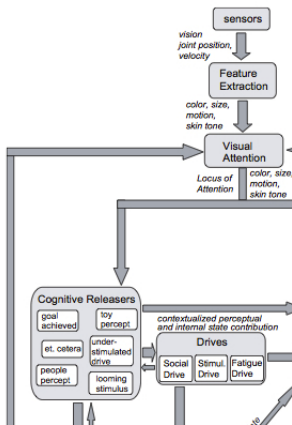 sensors
vision
joint position,
velocity
Feature
Extraction
color, size,
motion,
skin tone
Visual
Attention
Locus of
Attention
color, size,
motion,
skin tone
Cognitive Releasers
goal
achieved
toy
percept
et. cetera
under-
stimulated
drive
people
percept
looming
stimulus
contextualized perceptual
and internal state contribution
Drives
Social
Drive
Stimul.
Drive
Fatigue
Drive